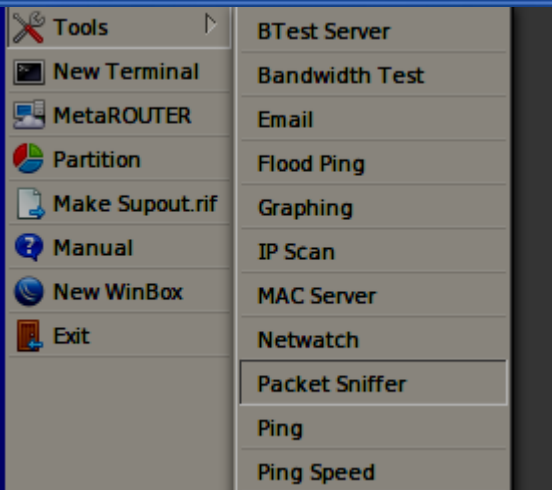 Tools
New Terminal
MetaROUTER
Partition
Make Supout.rif
Manual
New WinBox
Exit
BTest Server
Bandwidth Test
Email
Flood Ping
Graphing
IP Scan
MAC Server
Netwatch
Packet Sniffer
Ping
Ping Speed